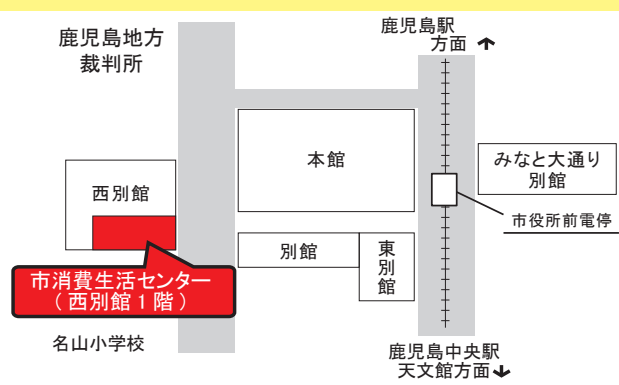 鹿児島地方
裁判所
鹿児島駅
方面
本館
みなと大通り
別館
西別館
市役所前電停
別館
東別館
市消費生活センター
（西別館１階）
名山小学校
鹿児島中央駅
天文館方面